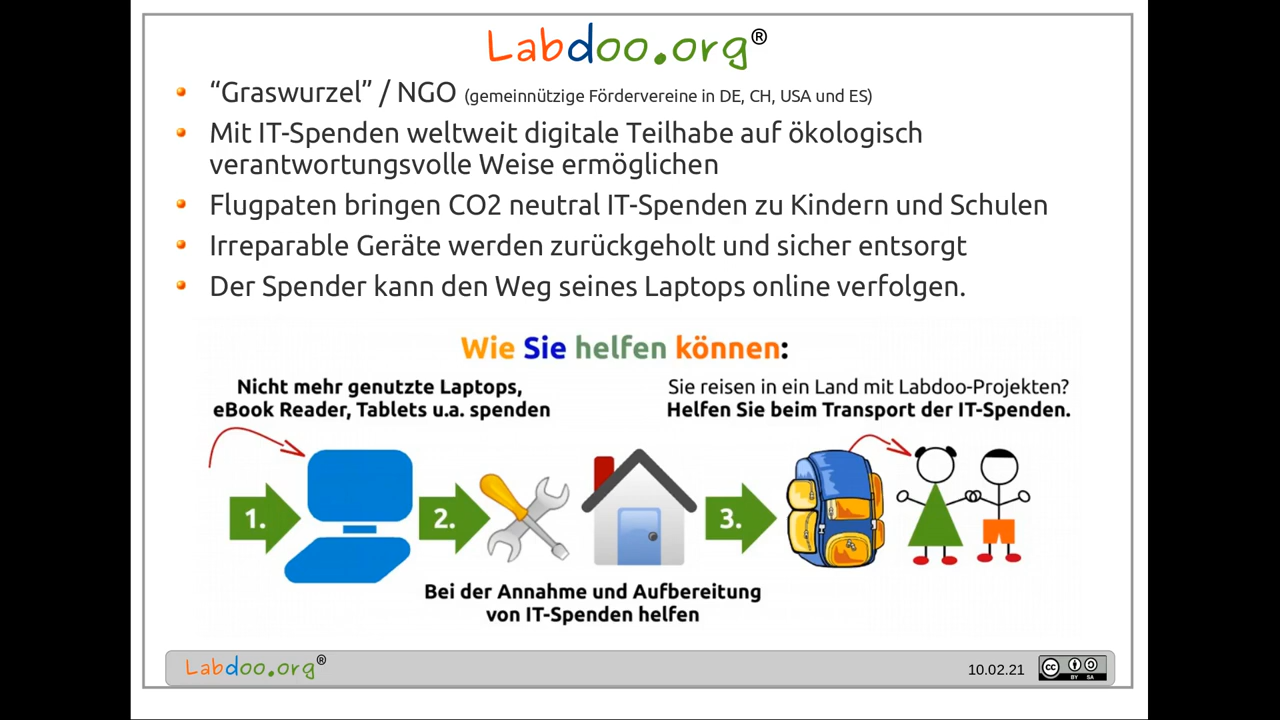 Labdoo.org®
“Graswurzel” / NGO (gemeinnützige Fördervereine in DE, CH, USA und ES)
Mit IT-Spenden weltweit digitale Teilhabe auf ökologisch
verantwortungsvolle Weise ermöglichen
Flugpaten bringen CO2 neutral IT-Spenden zu Kindern und Schulen
Irreparable Geräte werden zurückgeholt und sicher entsorgt
Der Spender kann den Weg seines Laptops online verfolgen.
Wie Sie helfen können:
Nicht mehr genutzte Laptops,
eBook Reader, Tablets u.a. spenden
Sie reisen in ein Land mit Labdoo-Projekten?
Helfen Sie beim Transport der IT-Spenden.
1.
2.
3.
Bei der Annahme und Aufbereitung
von IT-Spenden helfen
Labdoo.org®
10.02.21
cc BY SA